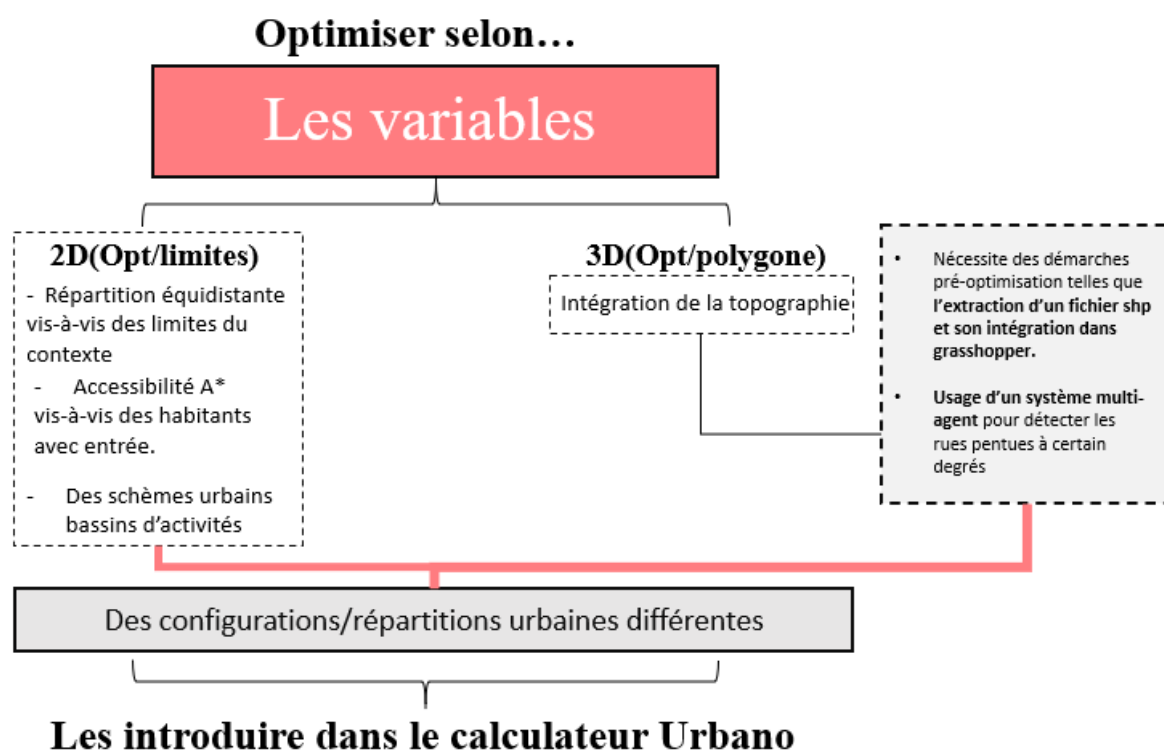 Optimiser selon…
Les variables
2D(Opt/limites)
- Répartition équidistante
vis-à-vis des limites du
contexte
- Accessibilité A*
vis-à-vis des habitants
avec entrée.
- Des schèmes urbains
bassins d’activités
3D(Opt/polygone)
Intégration de la topographie
• Nécessite des démarches
pré-optimisation telles que
l’extraction d’un fichier shp
et son intégration dans
grasshopper.
• Usage d’un système multi-
agent pour détecter les
rues pentues à certain
degrés
Des configurations/répartitions urbaines différentes
Les introduire dans le calculateur Urbano